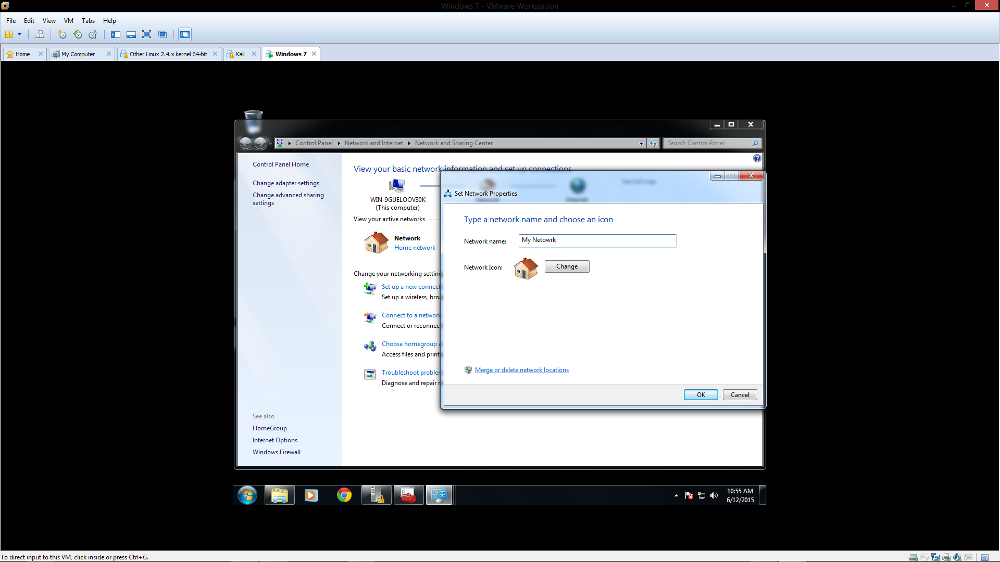 Windows 7 - VMware Workstation
File Edit View VM Tabs Help
Home My Computer Other Linux 2.4.x kernel 64-bit Kali Windows 7
Control Panel Network and Internet Network and Sharing Center Search Control Panel
Control Panel Home
Change adapter settings
Change advanced sharing
settings
See also
HomeGroup
Internet Options
Windows Firewall
View your basic network information and set up connections
See full map
WIN-9GUELOOV30K
(This computer)
Network
Internet
View your active networks
Network
Home network
Change your networking setting
Set up a new connect
Set up a wireless, broa
Connect to a network
Connect or reconnec
Choose homegroup a
Access files and print
Troubleshoot probler
Diagnose and repair r
Set Network Properties
Type a network name and choose an icon
Network name: My Netowrk
Network Icon: Change
Merge or delete network locations
OK Cancel
10:55 AM
6/12/2015
To direct input to this VM, click inside or press Ctrl+G.